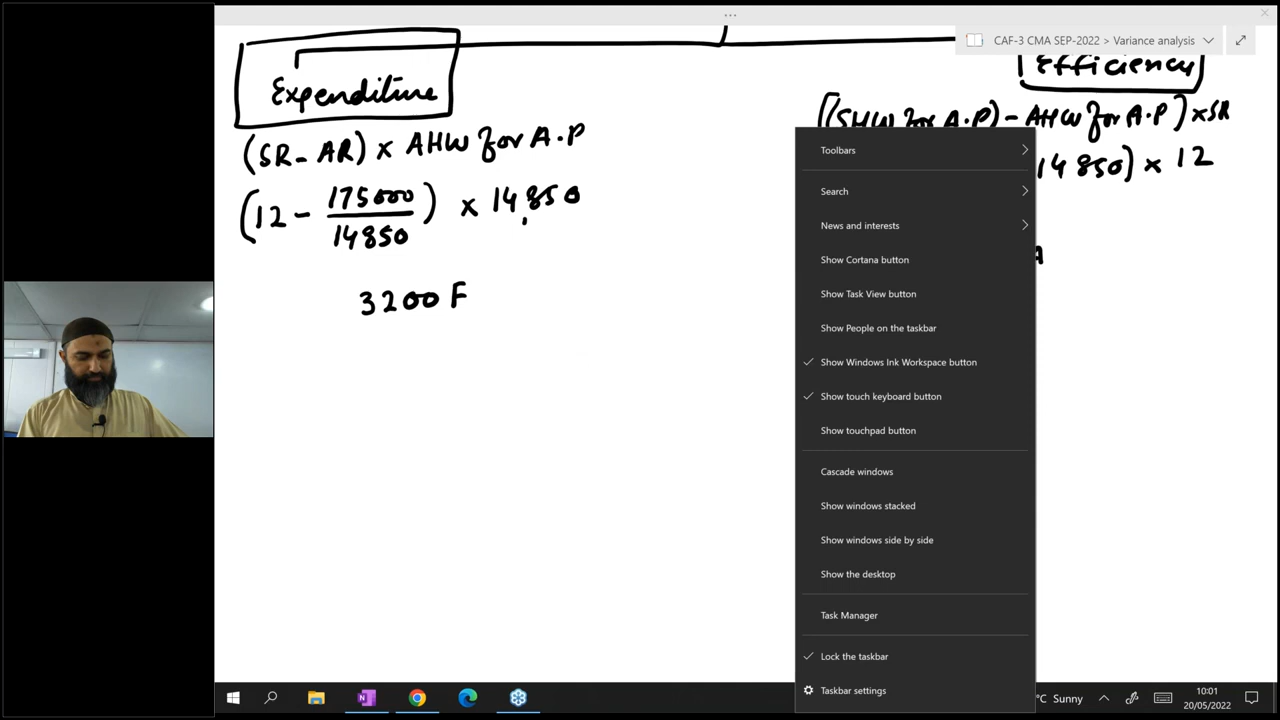 CAF-3 CMA SEP-2022 > Variance analysis
Expenditure
Efficiency
(SR - AR) × AHW for A.P
[(SHW for A.P) - AHW for A.P] × SR
(12 - 175000/14850) × 14850
14850) × 12
3200 F
A
Toolbars
Search
News and interests
Show Cortana button
Show Task View button
Show People on the taskbar
Show Windows Ink Workspace button
Show touch keyboard button
Show touchpad button
Cascade windows
Show windows stacked
Show windows side by side
Show the desktop
Task Manager
Lock the taskbar
Taskbar settings
°C Sunny
10:01
20/05/2022